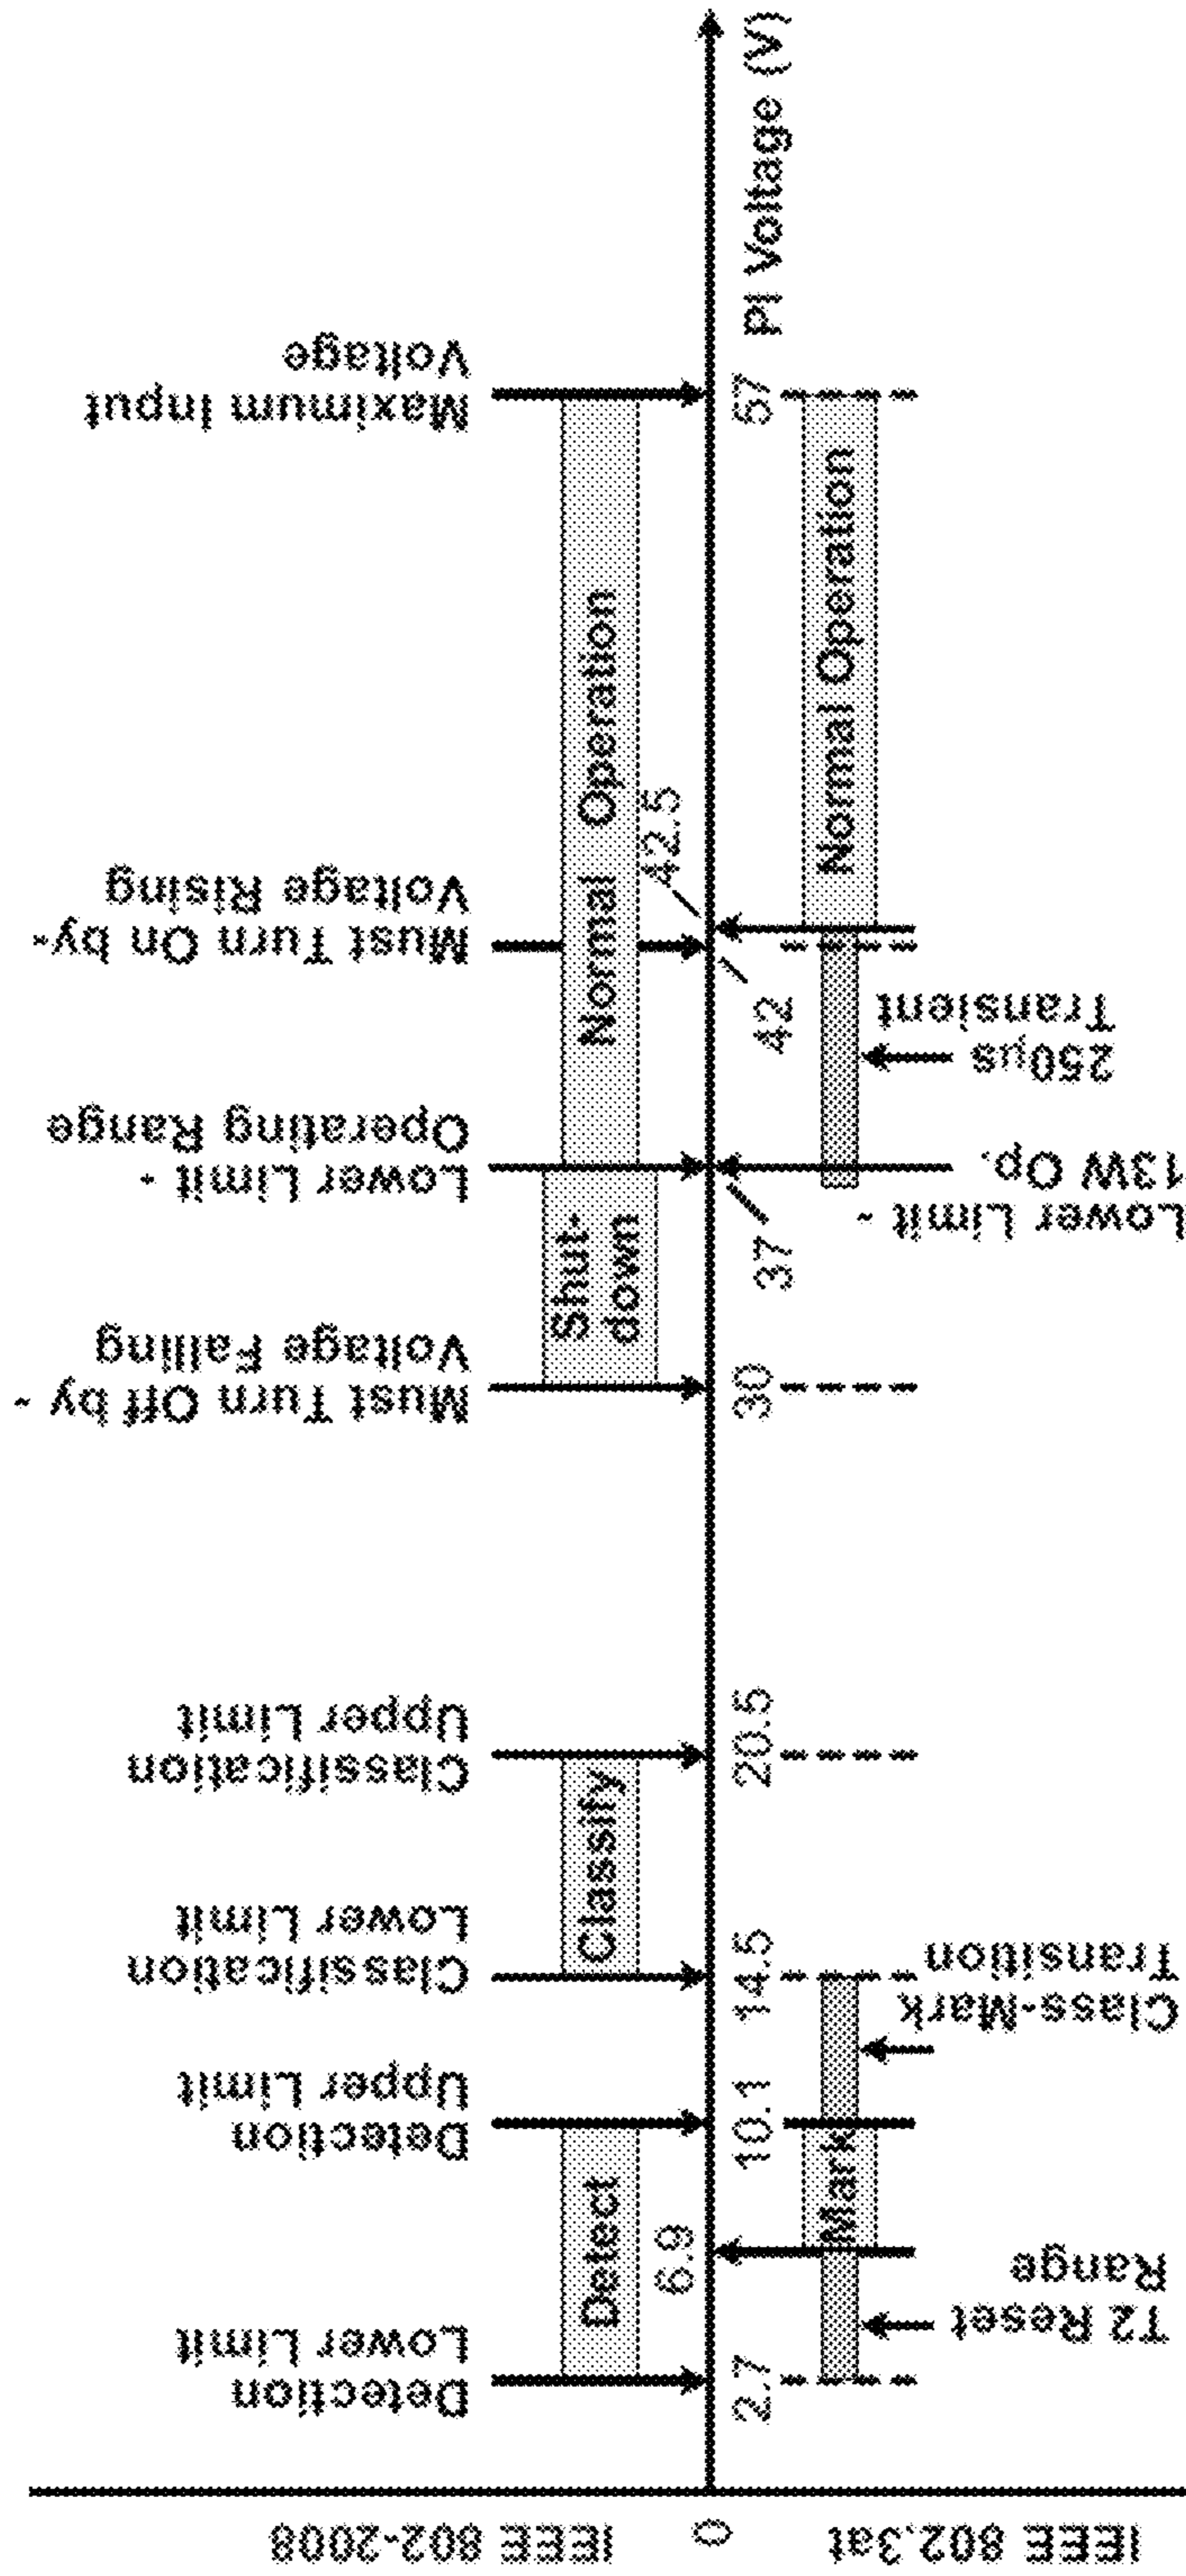 IEEE 802-2008
Detection
Lower Limit
Detection
Upper Limit
Classification
Lower Limit
Classification
Upper Limit
Must Turn Off by -
Voltage Falling
Lower Limit -
Operating Range
Must Turn On by-
Voltage Rising
Maximum Input
Voltage
Detect
Classify
Shut-
down
Normal Operation
6.9
42.5
0
2.7
10.1
14.5
20.5
30
37
42
57
PI Voltage (V)
Mark
Normal Operation
IEEE 802.3at
T2 Reset
Range
Class-Mark
Transition
Lower Limit -
13W Op.
250µs
Transient